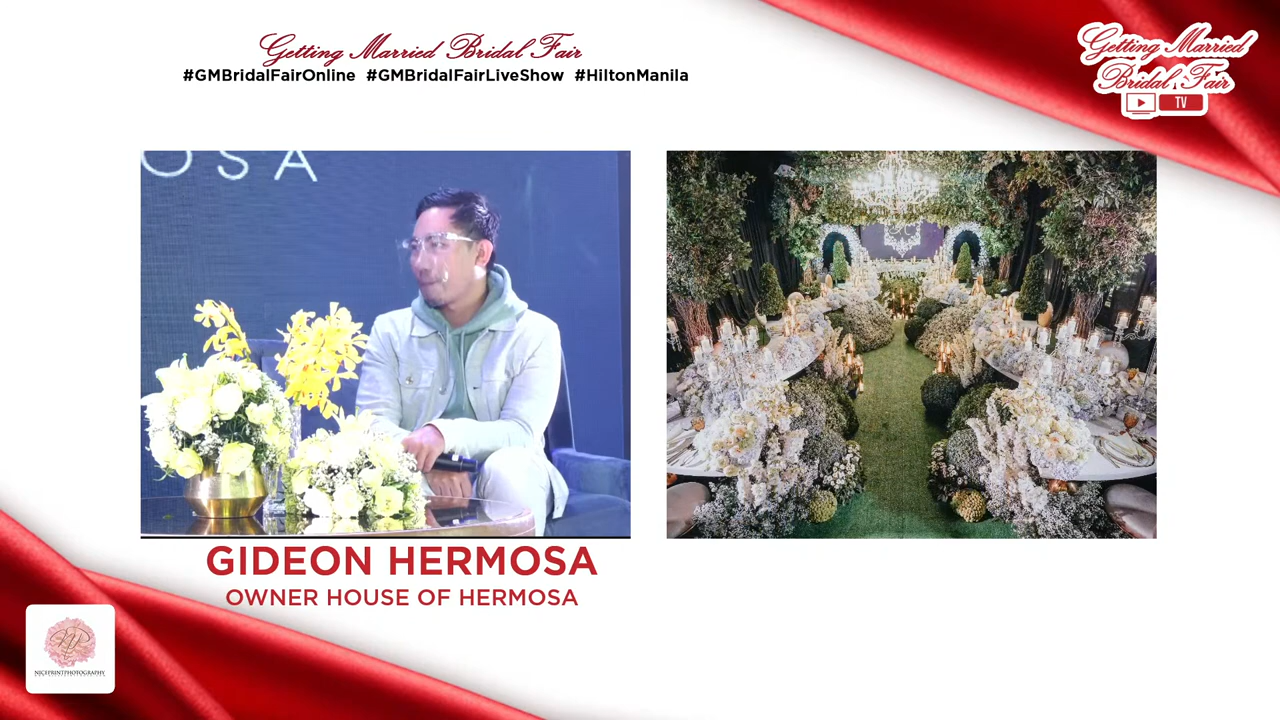 Getting Married Bridal Fair
#GMBridalFairOnline #GMBridalFairLiveShow #HiltonManila
Getting Married
Bridal Fair
TV
OSA
GIDEON HERMOSA
OWNER HOUSE OF HERMOSA
NICEPRINTPHOTOGRAPHY